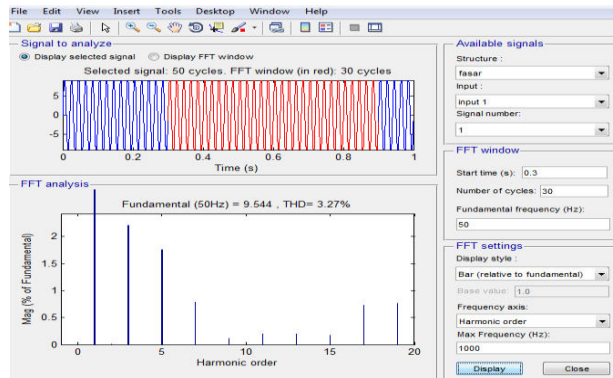 File Edit View Insert Tools Desktop Window Help
Signal to analyze
Display selected signal Display FFT window
Selected signal: 50 cycles. FFT window (in red): 30 cycles
5
0
-5
0 0.2 0.4 0.6 0.8 1
Time (s)
FFT analysis
Fundamental (50Hz) = 9.544 , THD= 3.27%
Mag (% of Fundamental)
2
1.5
1
0.5
0
0 5 10 15 20
Harmonic order
Available signals
Structure :
fasar
Input :
input 1
Signal number:
1
FFT window
Start time (s): 0.3
Number of cycles: 30
Fundamental frequency (Hz):
50
FFT settings
Display style :
Bar (relative to fundamental)
Base value: 1.0
Frequency axis:
Harmonic order
Max Frequency (Hz):
1000
Display Close